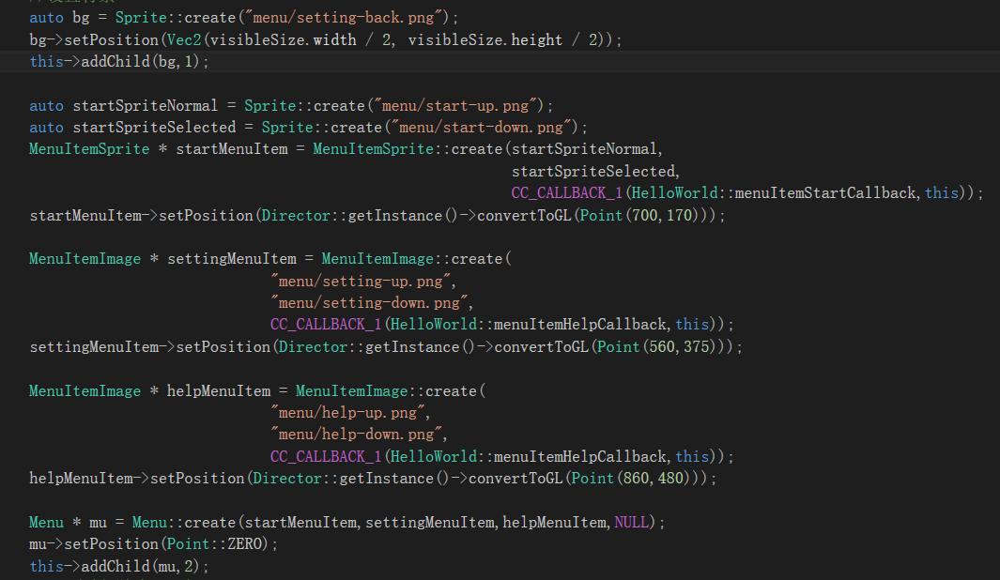 auto bg = Sprite::create("menu/setting-back.png");
bg->setPosition(Vec2(visibleSize.width / 2, visibleSize.height / 2));
this->addChild(bg,1);
auto startSpriteNormal = Sprite::create("menu/start-up.png");
auto startSpriteSelected = Sprite::create("menu/start-down.png");
MenuItemSprite * startMenuItem = MenuItemSprite::create(startSpriteNormal,
startSpriteSelected,
CC_CALLBACK_1(HelloWorld::menuItemStartCallback,this));
startMenuItem->setPosition(Director::getInstance()->convertToGL(Point(700,170)));
MenuItemImage * settingMenuItem = MenuItemImage::create(
"menu/setting-up.png",
"menu/setting-down.png",
CC_CALLBACK_1(HelloWorld::menuItemHelpCallback,this));
settingMenuItem->setPosition(Director::getInstance()->convertToGL(Point(560,375)));
MenuItemImage * helpMenuItem = MenuItemImage::create(
"menu/help-up.png",
"menu/help-down.png",
CC_CALLBACK_1(HelloWorld::menuItemHelpCallback,this));
helpMenuItem->setPosition(Director::getInstance()->convertToGL(Point(860,480)));
Menu * mu = Menu::create(startMenuItem,settingMenuItem,helpMenuItem,NULL);
mu->setPosition(Point::ZERO);
this->addChild(mu,2);